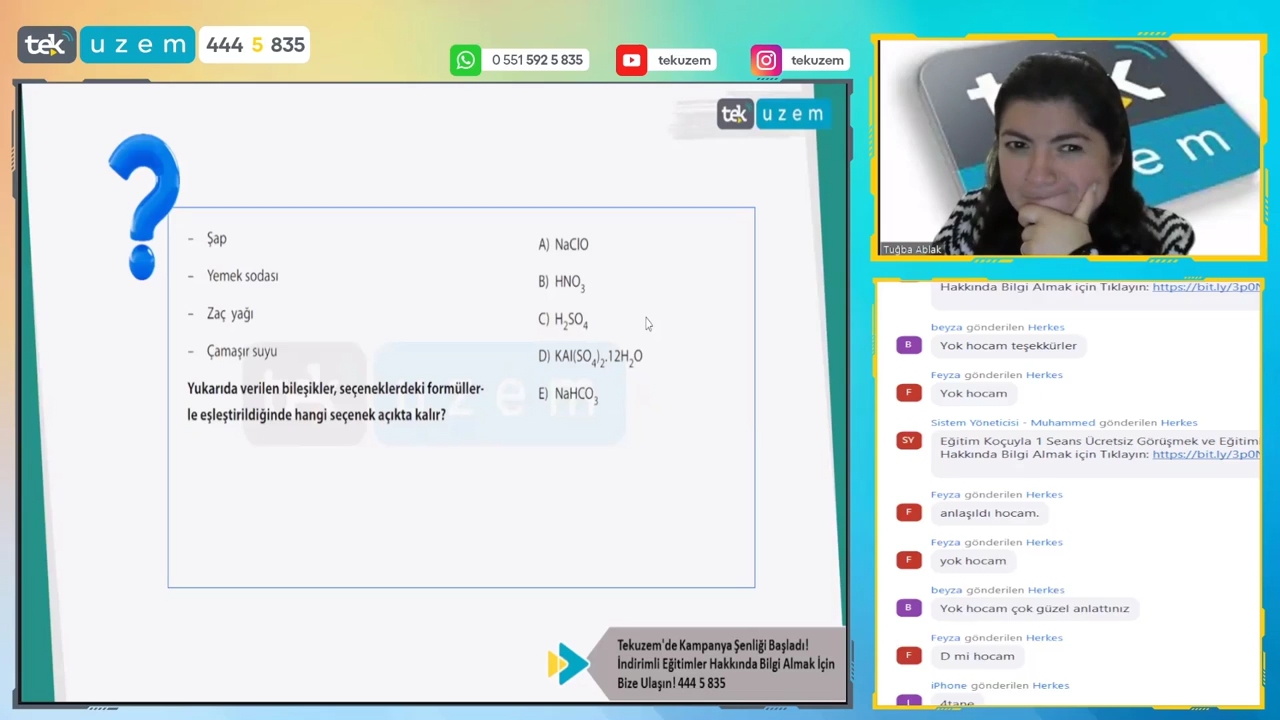 tek uzem 444 5 835
0 551 592 5 835
tekuzem
tekuzem
tek uzem
- Şap
- Yemek sodası
- Zaç yağı
- Çamaşır suyu
Yukarıda verilen bileşikler, seçeneklerdeki formüller-
le eşleştirildiğinde hangi seçenek açıkta kalır?
A) NaClO
B) HNO3
C) H2SO4
D) KAl(SO4)2.12H2O
E) NaHCO3
Tekuzem'de Kampanya Şenliği Başladı!
İndirimli Eğitimler Hakkında Bilgi Almak İçin
Bize Ulaşın! 444 5 835
Tuğba Ablak
Hakkında Bilgi Almak için Tıklayın: https://bit.ly/3p0
beyza gönderilen Herkes
B Yok hocam teşekkürler
Feyza gönderilen Herkes
F Yok hocam
Sistem Yöneticisi - Muhammed gönderilen Herkes
SY Eğitim Koçuyla 1 Seans Ücretsiz Görüşmek ve Eğitim
Hakkında Bilgi Almak için Tıklayın: https://bit.ly/3p0
Feyza gönderilen Herkes
F anlaşıldı hocam.
Feyza gönderilen Herkes
F yok hocam
beyza gönderilen Herkes
B Yok hocam çok güzel anlattınız
Feyza gönderilen Herkes
F D mi hocam
iPhone gönderilen Herkes
4tane